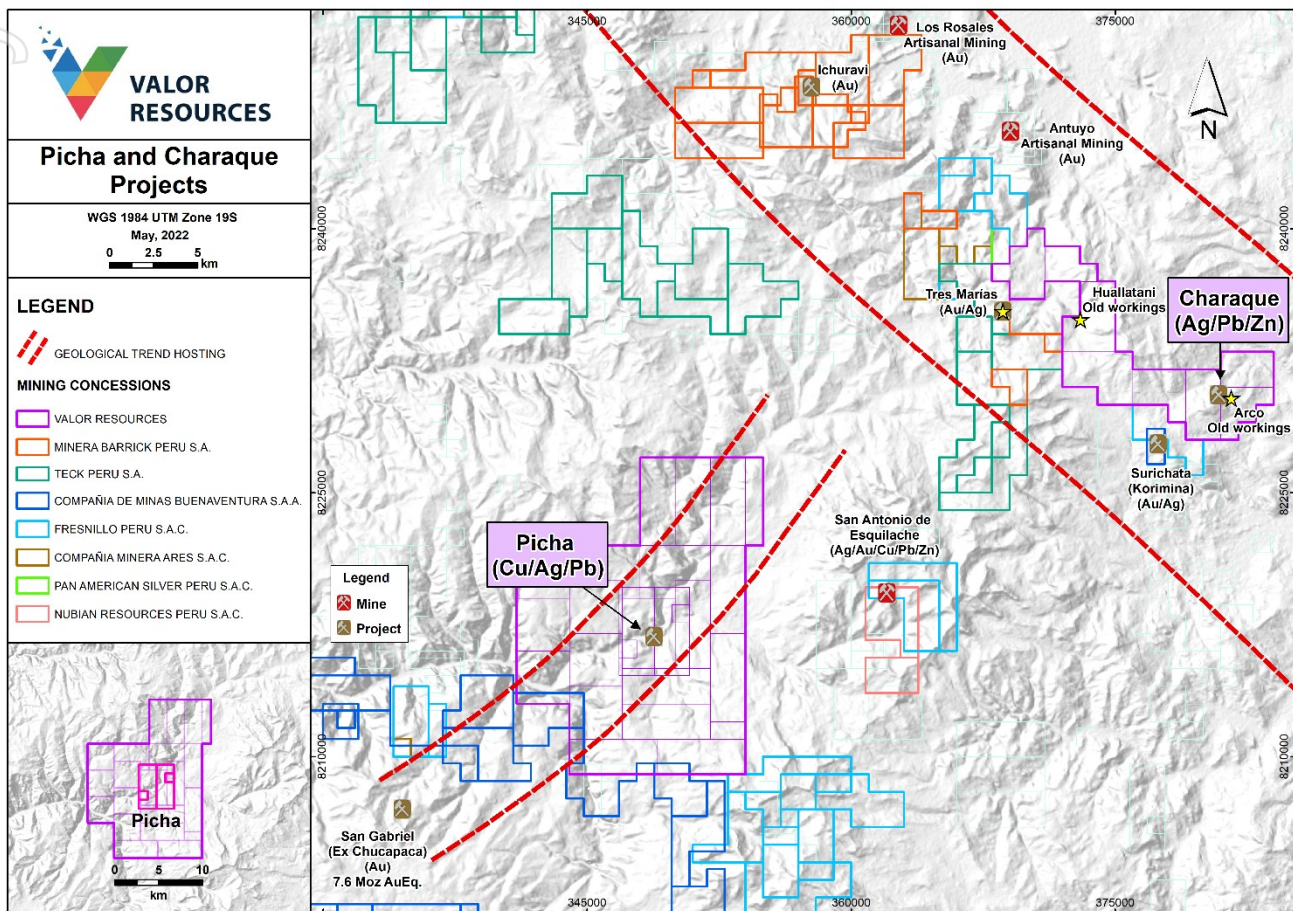 VALOR
RESOURCES
Picha and Charaque
Projects
WGS 1984 UTM Zone 19S
May, 2022
0 2.5 5
km
LEGEND
GEOLOGICAL TREND HOSTING
MINING CONCESSIONS
VALOR RESOURCES
MINERA BARRICK PERU S.A.
TECK PERU S.A.
COMPAÑIA DE MINAS BUENAVENTURA S.A.A.
FRESNILLO PERU S.A.C.
COMPAÑIA MINERA ARES S.A.C.
PAN AMERICAN SILVER PERU S.A.C.
NUBIAN RESOURCES PERU S.A.C.
Picha
0 5 10
km
345000
360000
375000
Los Rosales
Artisanal Mining
(Au)
Ichuravi
(Au)
N
Antuyo
Artisanal Mining
(Au)
8240000
8240000
Tres Marías
(Au/Ag)
Huallatani
Old workings
Charaque
(Ag/Pb/Zn)
Arco
Old workings
Surichata
(Korimina)
(Au/Ag)
8225000
8225000
San Antonio de
Esquilache
(Ag/Au/Cu/Pb/Zn)
Picha
(Cu/Ag/Pb)
Legend
Mine
Project
8210000
8210000
San Gabriel
(Ex Chucapaca)
(Au)
7.6 Moz AuEq.
345000
360000
375000